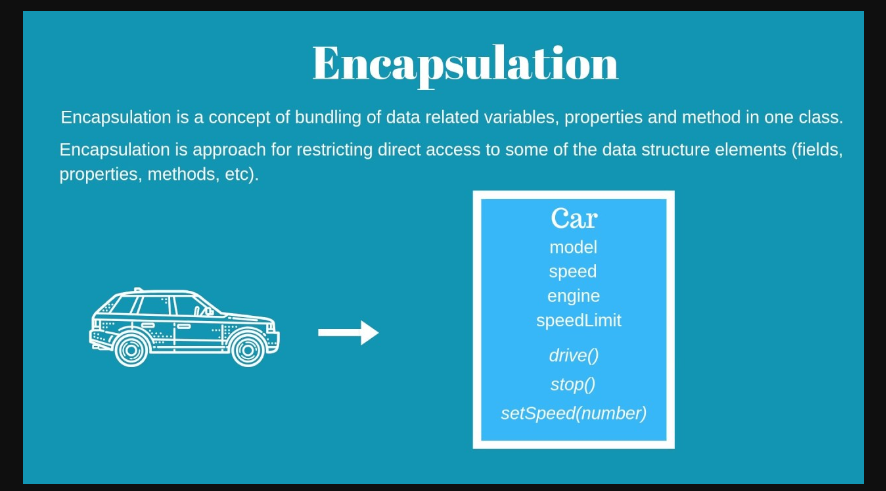 Encapsulation
Encapsulation is a concept of bundling of data related variables, properties and method in one class.
Encapsulation is approach for restricting direct access to some of the data structure elements (fields,
properties, methods, etc).
Car
model
speed
engine
speedLimit
drive()
stop()
setSpeed(number)